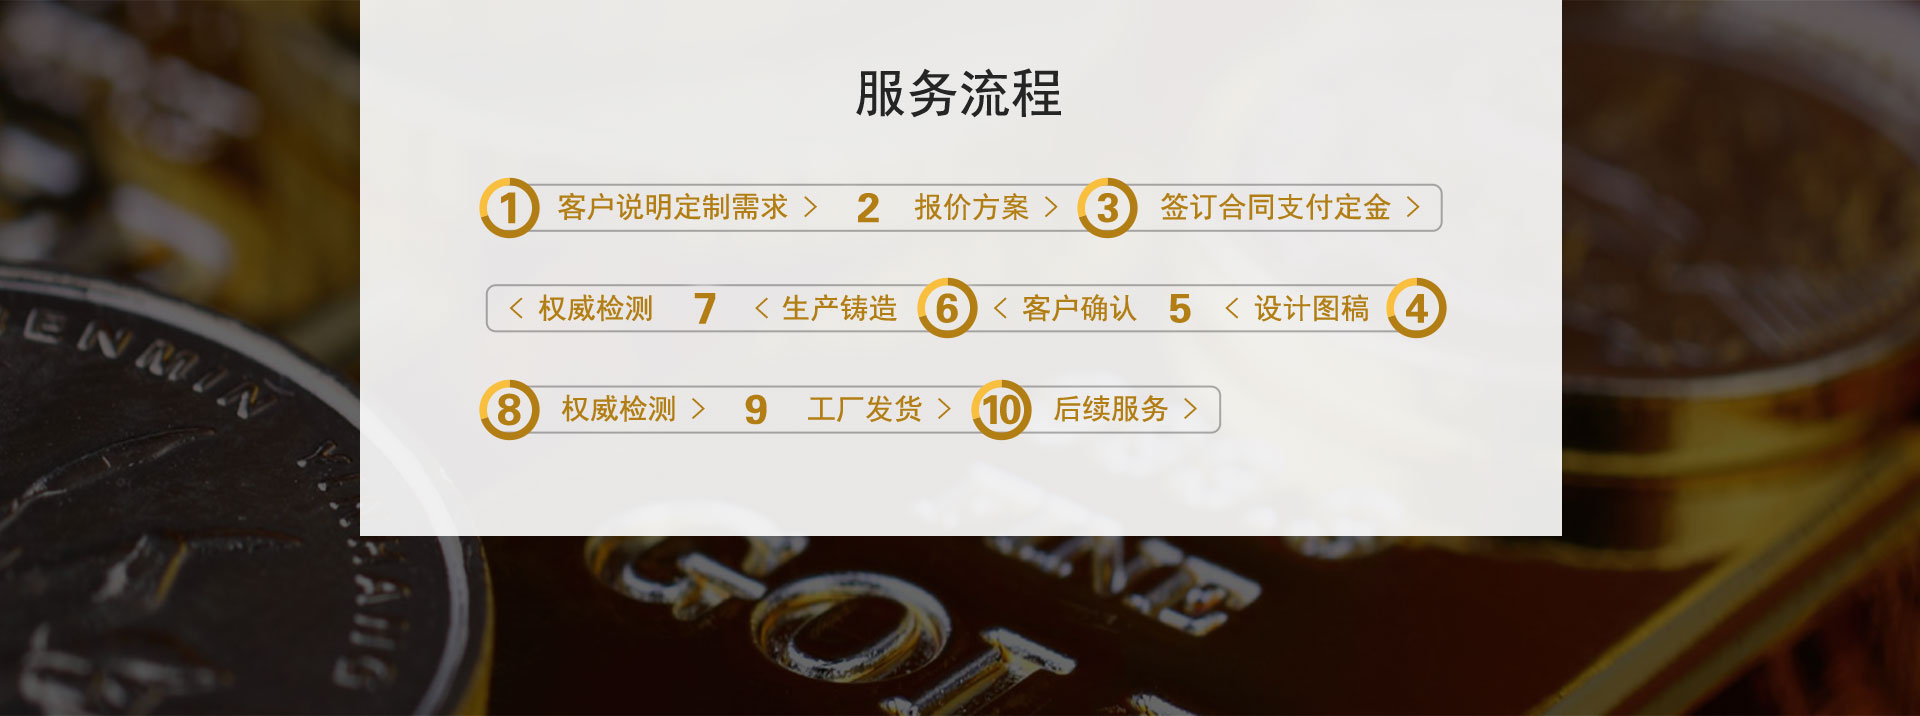 服务流程
1 客户说明定制需求 > 2 报价方案 > 3 签订合同支付定金 >
< 权威检测 7 < 生产铸造 6 < 客户确认 5 < 设计图稿 4
8 权威检测 > 9 工厂发货 > 10 后续服务 >
ENMIN
GOL